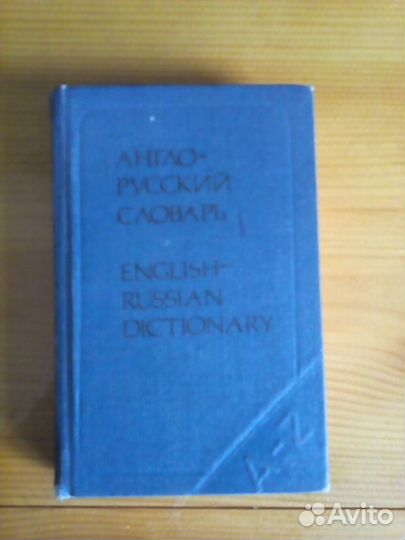 АНГЛО-
РУССКИЙ
СЛОВАРЬ
ENGLISH-
RUSSIAN
DICTIONARY
A-Z
Avito